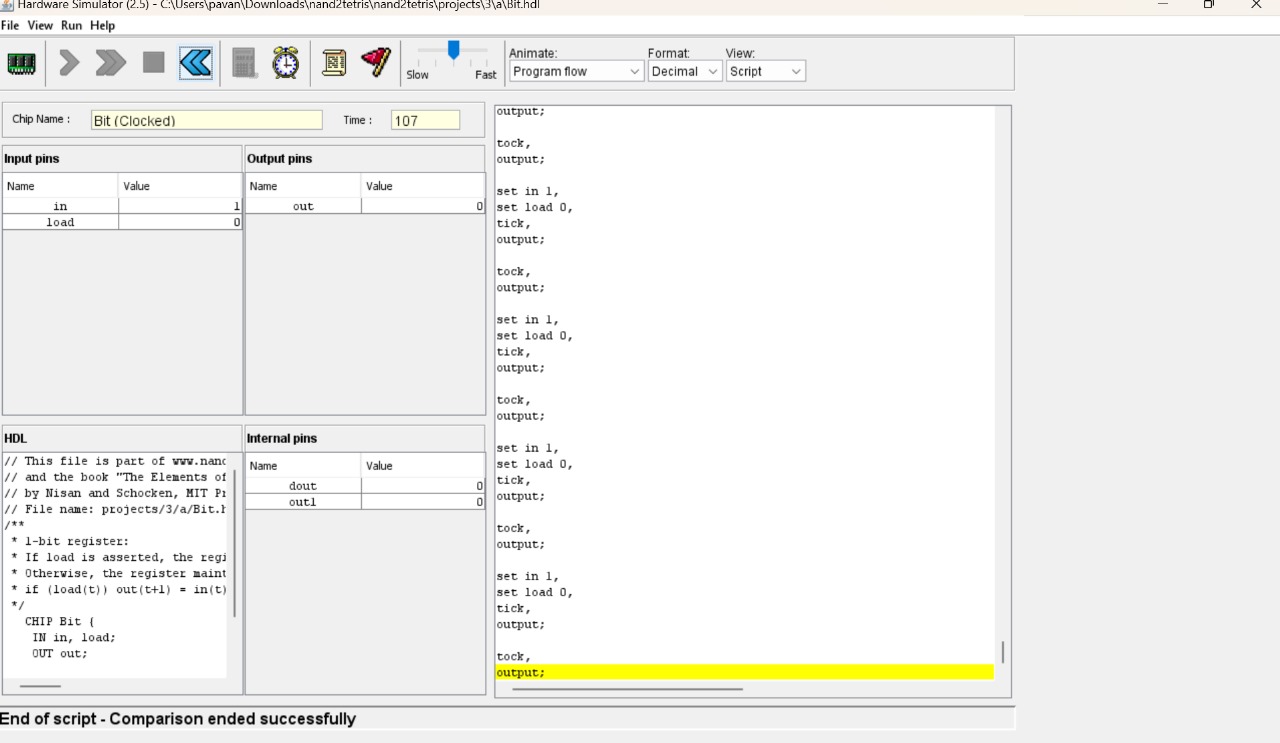 Hardware Simulator (2.5) - C:\Users\pavan\Downloads\nand2tetris\nand2tetris\projects\3\a\Bit.hdl
File View Run Help
Slow Fast
Animate:
Program flow
Format:
Decimal
View:
Script
Chip Name :
Bit (Clocked)
Time :
107
Input pins
Name Value
in 1
load 0
Output pins
Name Value
out 0
HDL
// This file is part of www.nand
// and the book "The Elements of
// by Nisan and Schocken, MIT Pr
// File name: projects/3/a/Bit.h
/**
* 1-bit register:
* If load is asserted, the regi
* Otherwise, the register maint
* if (load(t)) out(t+1) = in(t)
*/
CHIP Bit {
IN in, load;
OUT out;
Internal pins
Name Value
dout 0
out1 0
output;
tock,
output;
set in 1,
set load 0,
tick,
output;
tock,
output;
set in 1,
set load 0,
tick,
output;
tock,
output;
set in 1,
set load 0,
tick,
output;
tock,
output;
set in 1,
set load 0,
tick,
output;
tock,
output;
End of script - Comparison ended successfully